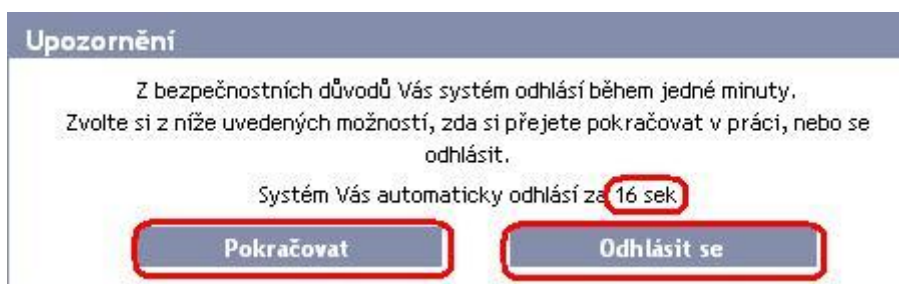 Upozornění
Z bezpečnostních důvodů Vás systém odhlásí během jedné minuty.
Zvolte si z níže uvedených možností, zda si přejete pokračovat v práci, nebo se
odhlásit.
Systém Vás automaticky odhlásí za 16 sek
Pokračovat Odhlásit se